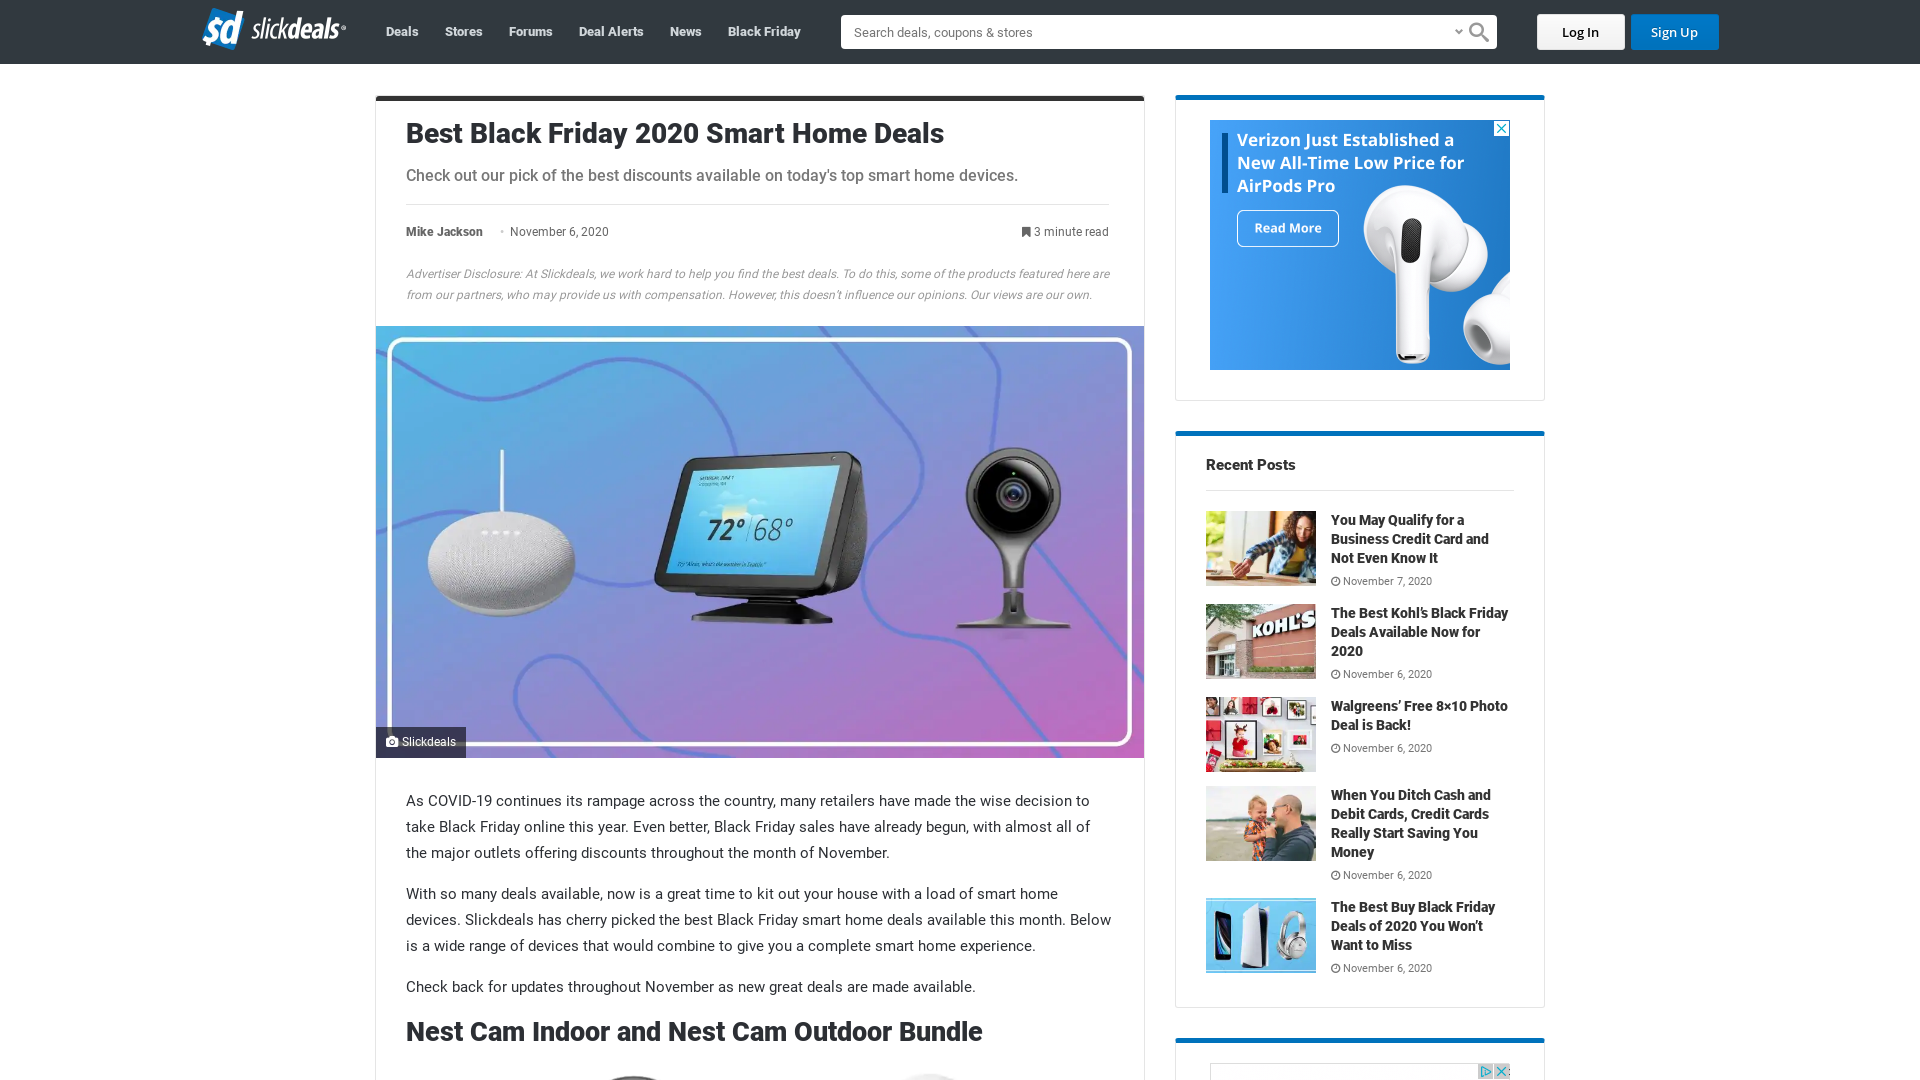 sd slickdeals
Deals
Stores
Forums
Deal Alerts
News
Black Friday
Search deals, coupons & stores
Log In
Sign Up
Best Black Friday 2020 Smart Home Deals
Check out our pick of the best discounts available on today's top smart home devices.
Mike Jackson • November 6, 2020
3 minute read
Advertiser Disclosure: At Slickdeals, we work hard to help you find the best deals. To do this, some of the products featured here are
from our partners, who may provide us with compensation. However, this doesn’t influence our opinions. Our views are our own.
72° 68°
Slickdeals
As COVID-19 continues its rampage across the country, many retailers have made the wise decision to
take Black Friday online this year. Even better, Black Friday sales have already begun, with almost all of
the major outlets offering discounts throughout the month of November.
With so many deals available, now is a great time to kit out your house with a load of smart home
devices. Slickdeals has cherry picked the best Black Friday smart home deals available this month. Below
is a wide range of devices that would combine to give you a complete smart home experience.
Check back for updates throughout November as new great deals are made available.
Nest Cam Indoor and Nest Cam Outdoor Bundle
Verizon Just Established a
New All-Time Low Price for
AirPods Pro
Read More
Recent Posts
You May Qualify for a
Business Credit Card and
Not Even Know It
November 7, 2020
KOHL'S
The Best Kohl’s Black Friday
Deals Available Now for
2020
November 6, 2020
Walgreens’ Free 8×10 Photo
Deal is Back!
November 6, 2020
When You Ditch Cash and
Debit Cards, Credit Cards
Really Start Saving You
Money
November 6, 2020
The Best Buy Black Friday
Deals of 2020 You Won’t
Want to Miss
November 6, 2020